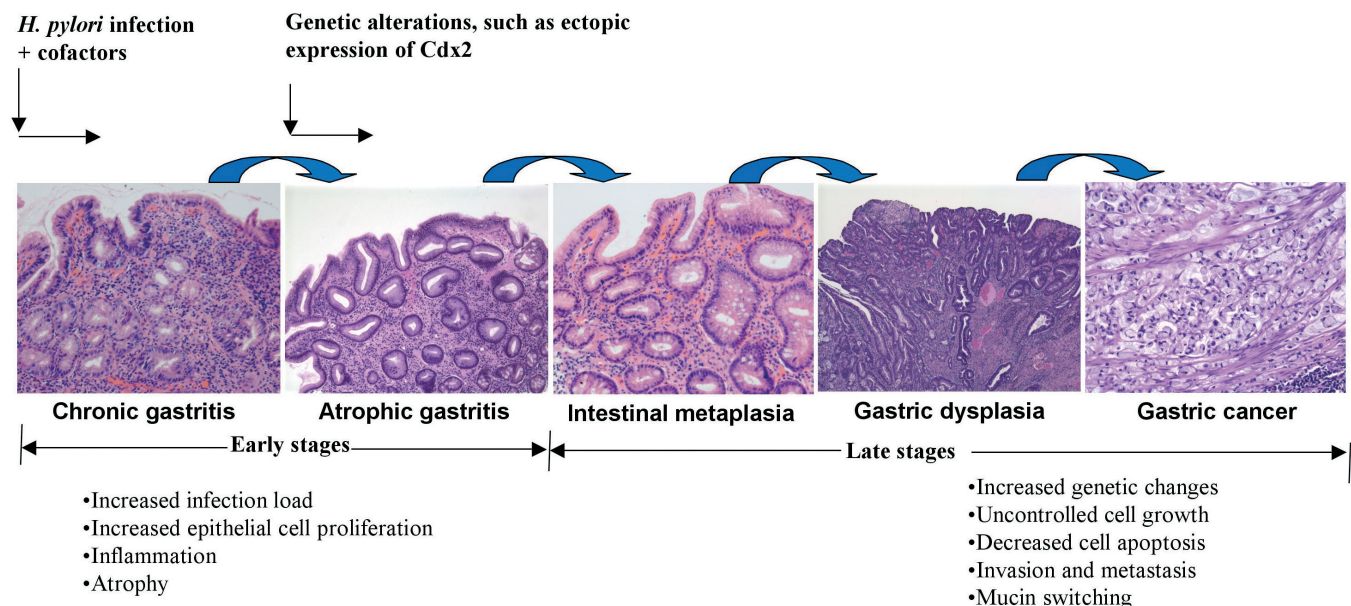 H. pylori infection
+ cofactors
Genetic alterations, such as ectopic
expression of Cdx2
Chronic gastritis
Atrophic gastritis
Intestinal metaplasia
Gastric dysplasia
Gastric cancer
Early stages
Late stages
•Increased infection load
•Increased epithelial cell proliferation
•Inflammation
•Atrophy
•Increased genetic changes
•Uncontrolled cell growth
•Decreased cell apoptosis
•Invasion and metastasis
•Mucin switching